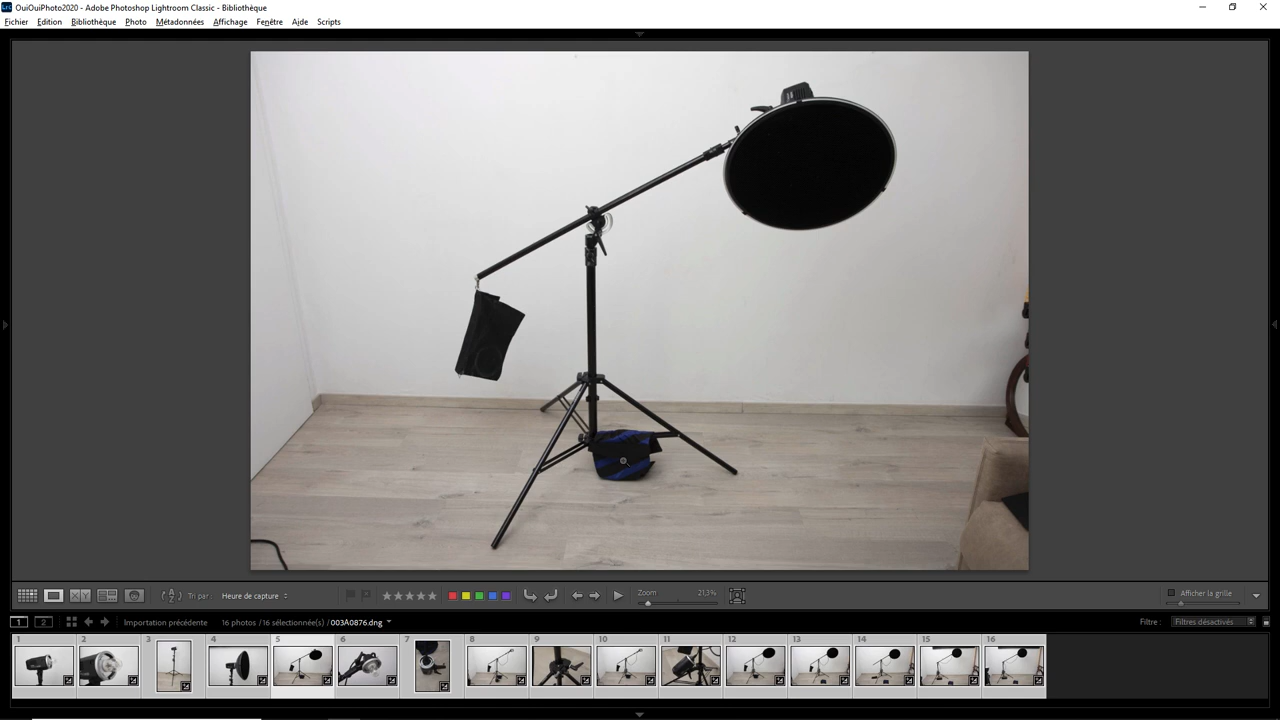 OuiOuiPhoto2020 - Adobe Photoshop Lightroom Classic - Bibliothèque
Fichier Edition Bibliothèque Photo Métadonnées Affichage Fenêtre Aide Scripts
Tri par : Heure de capture Zoom 21,3% Afficher la grille
1 2 Importation précédente 16 photos /16 sélectionnée(s) /003A0876.dng Filtre : Filtres désactivés
1 2 3 4 5 6 7 8 9 10 11 12 13 14 15 16